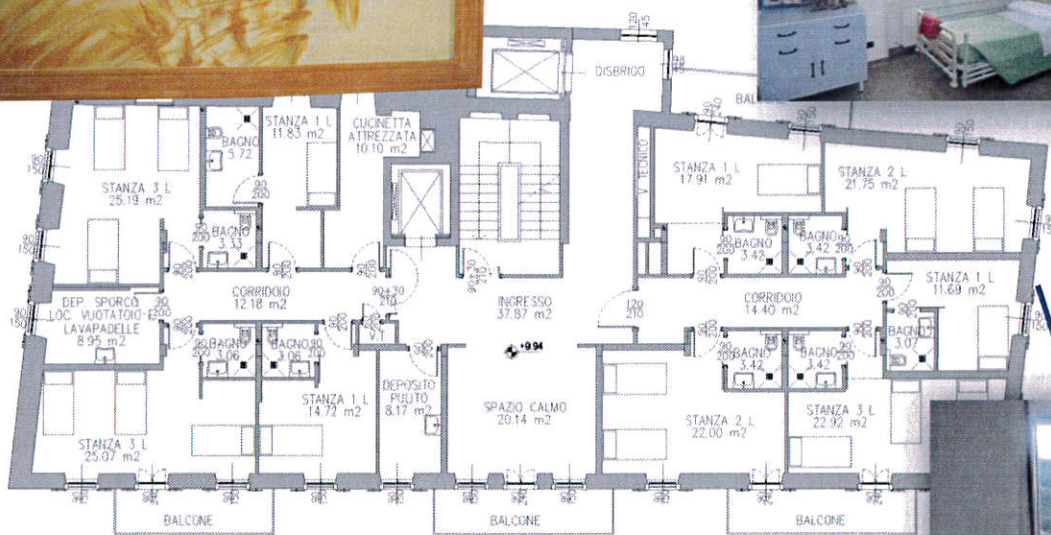 DISBRIGO
STANZA 1 L
11.83 m2
CUCINETTA
ATTREZZATA
10.10 m2
BAGNO
5.72
STANZA 3 L
25.19 m2
BAGNO
3.33
V TECNICO
STANZA 1 L
17.91 m2
STANZA 2 L
21.75 m2
BAGNO
3.42
BAGNO
3.42
STANZA 1 L
11.69 m2
DEP. SPORCO
LOC. VUOTATOIO E
LAVAPADELLE
8.95 m2
CORRIDOIO
12.18 m2
INGRESSO
37.87 m2
CORRIDOIO
14.40 m2
BAGNO
3.07
V.T.
+9.94
BAGNO
3.06
BAGNO
3.06
STANZA 1 L
14.72 m2
DEPOSITO
PULITO
8.17 m2
SPAZIO CALMO
20.14 m2
BAGNO
3.42
BAGNO
3.42
STANZA 3 L
25.07 m2
STANZA 2 L
22.00 m2
STANZA 3 L
22.92 m2
BALCONE
BALCONE
BALCONE